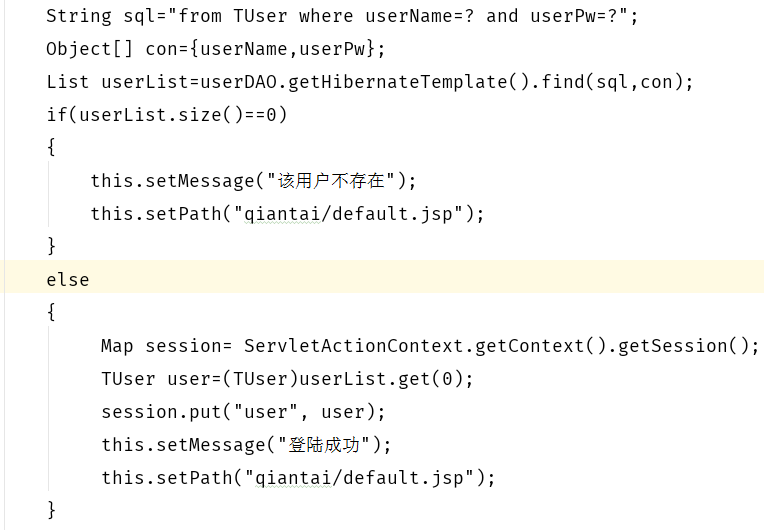 String sql="from TUser where userName=? and userPw=?";
Object[] con={userName,userPw};
List userList=userDAO.getHibernateTemplate().find(sql,con);
if(userList.size()==0)
{
    this.setMessage("该用户不存在");
    this.setPath("qiantai/default.jsp");
}
else
{
     Map session= ServletActionContext.getContext().getSession();
     TUser user=(TUser)userList.get(0);
     session.put("user", user);
     this.setMessage("登陆成功");
     this.setPath("qiantai/default.jsp");
}